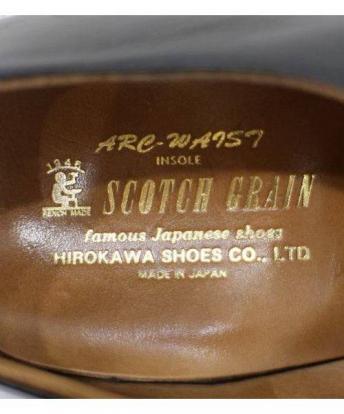 ARC-WAIST
INSOLE
1946
SCOTCH GRAIN
BENCH MADE
famous Japanese shoes
HIROKAWA SHOES CO., LTD
MADE IN JAPAN